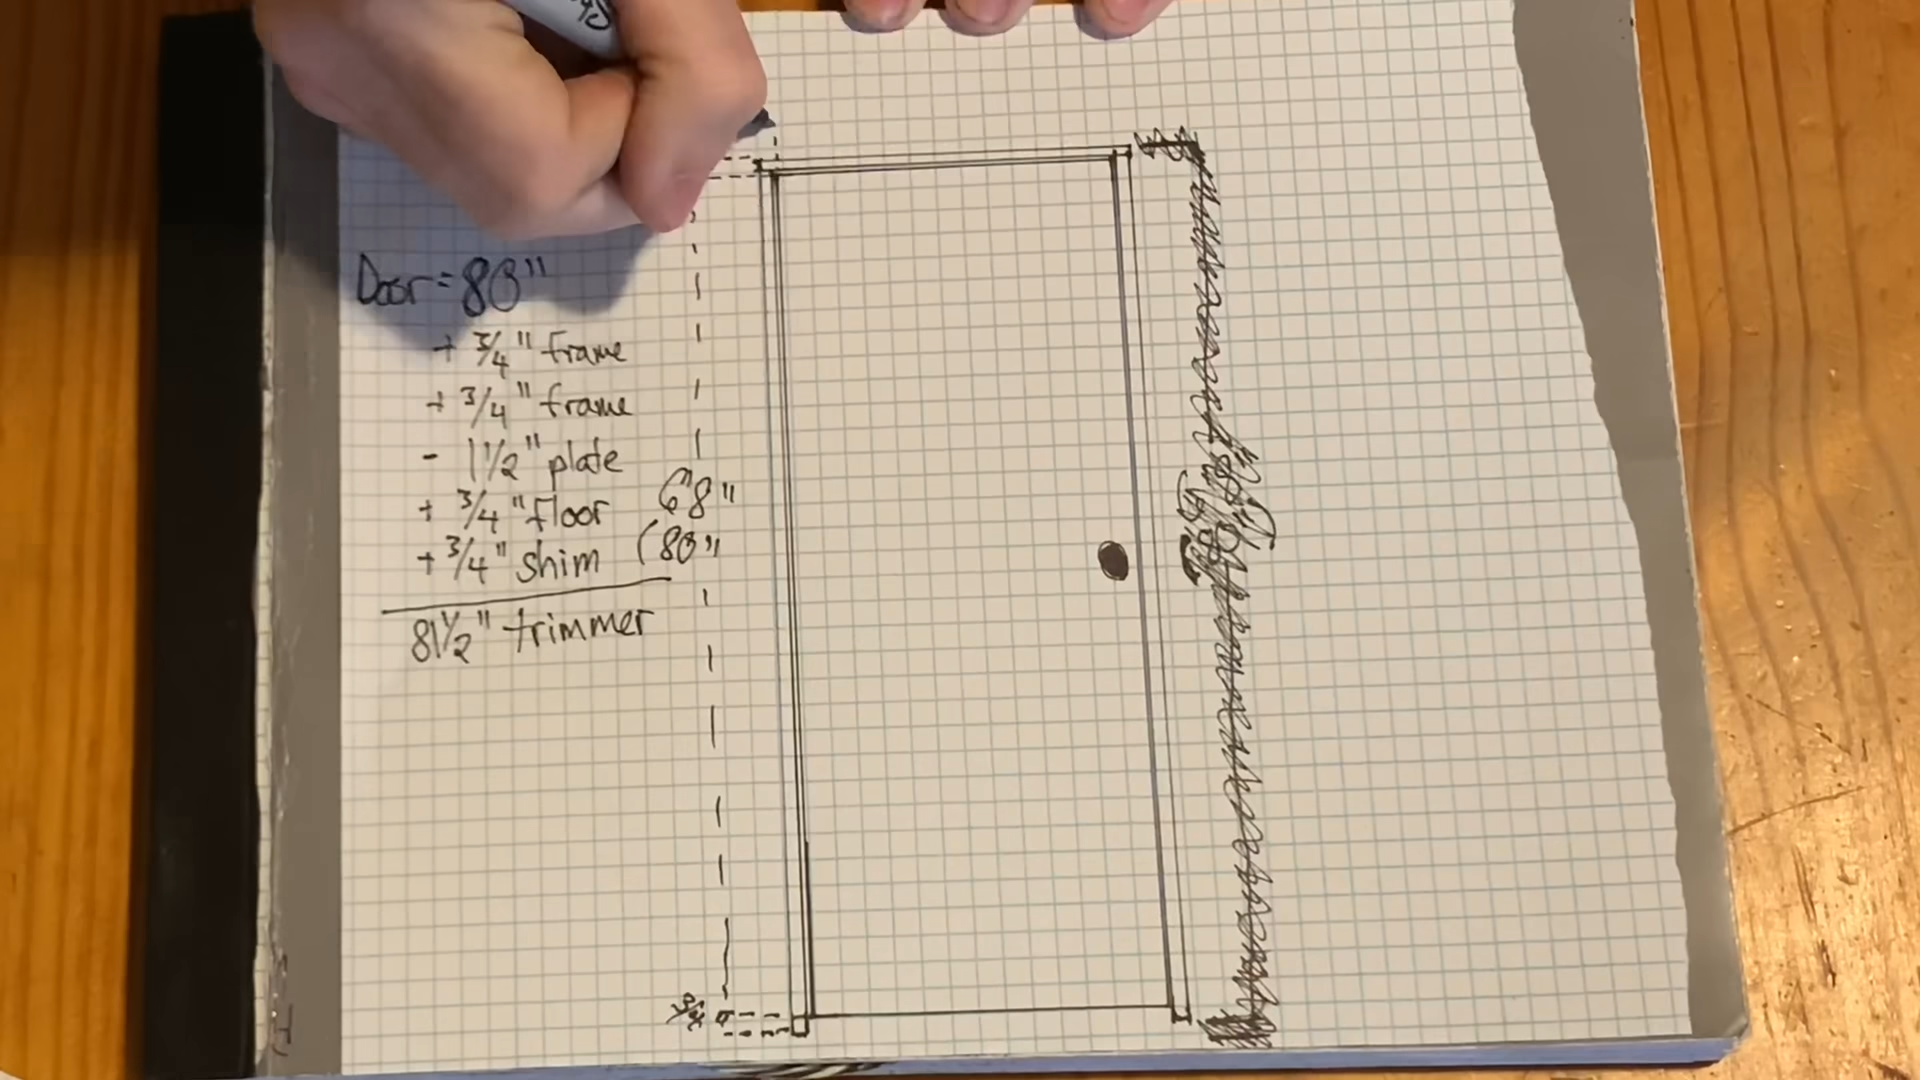 Door = 80"
+ 3/4" frame
+ 3/4" frame
- 1 1/2" plate
+ 3/4" floor
+ 3/4" shim
81 1/2" trimmer
6"8"
(80"
3/4